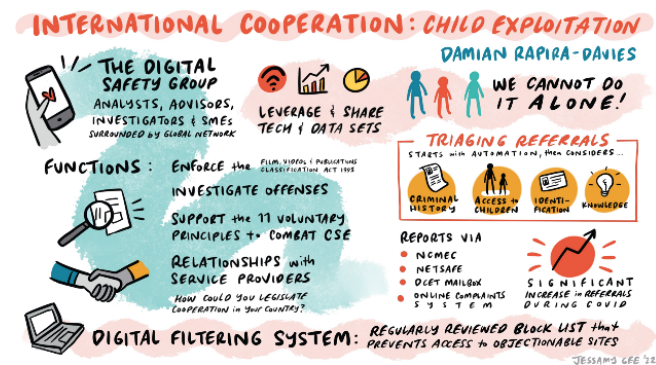 INTERNATIONAL COOPERATION: CHILD EXPLOITATION
DAMIAN RAPIRA-DAVIES
THE DIGITAL
SAFETY GROUP
ANALYSTS, ADVISORS,
INVESTIGATORS & SMEs
SURROUNDED by GLOBAL NETWORK
LEVERAGE & SHARE
TECH & DATA SETS
WE CANNOT DO
IT ALONE!
FUNCTIONS:
ENFORCE the FILM, VIDEOS & PUBLICATIONS
CLASSIFICATION ACT 1993
INVESTIGATE OFFENSES
SUPPORT the 11 VOLUNTARY
PRINCIPLES to COMBAT CSE
RELATIONSHIPS with
SERVICE PROVIDERS
HOW COULD YOU LEGISLATE
COOPERATION in YOUR COUNTRY?
TRIAGING REFERRALS
STARTS with AUTOMATION, then CONSIDERS...
CRIMINAL
HISTORY
ACCESS to
CHILDREN
IDENTI-
FICATION
KNOWLEDGE
REPORTS VIA
NCMEC
NETSAFE
DCET MAILBOX
ONLINE COMPLAINTS
SYSTEM
SIGNIFICANT
INCREASE in REFERRALS
DURING COVID
DIGITAL FILTERING SYSTEM: REGULARLY REVIEWED BLOCK LIST that
PREVENTS ACCESS to OBJECTIONABLE SITES
JESSAMY GEE '22